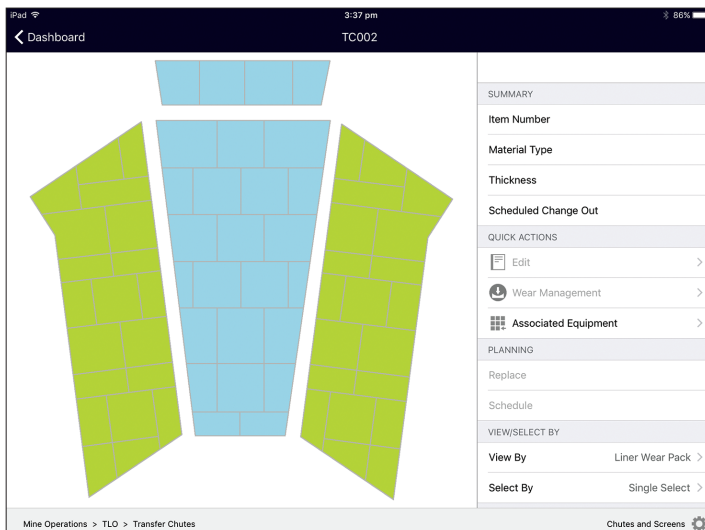 iPad 3:37 pm 86%
Dashboard TC002
SUMMARY
Item Number
Material Type
Thickness
Scheduled Change Out
QUICK ACTIONS
Edit
Wear Management
Associated Equipment
PLANNING
Replace
Schedule
VIEW/SELECT BY
View By Liner Wear Pack
Select By Single Select
Mine Operations > TLO > Transfer Chutes Chutes and Screens